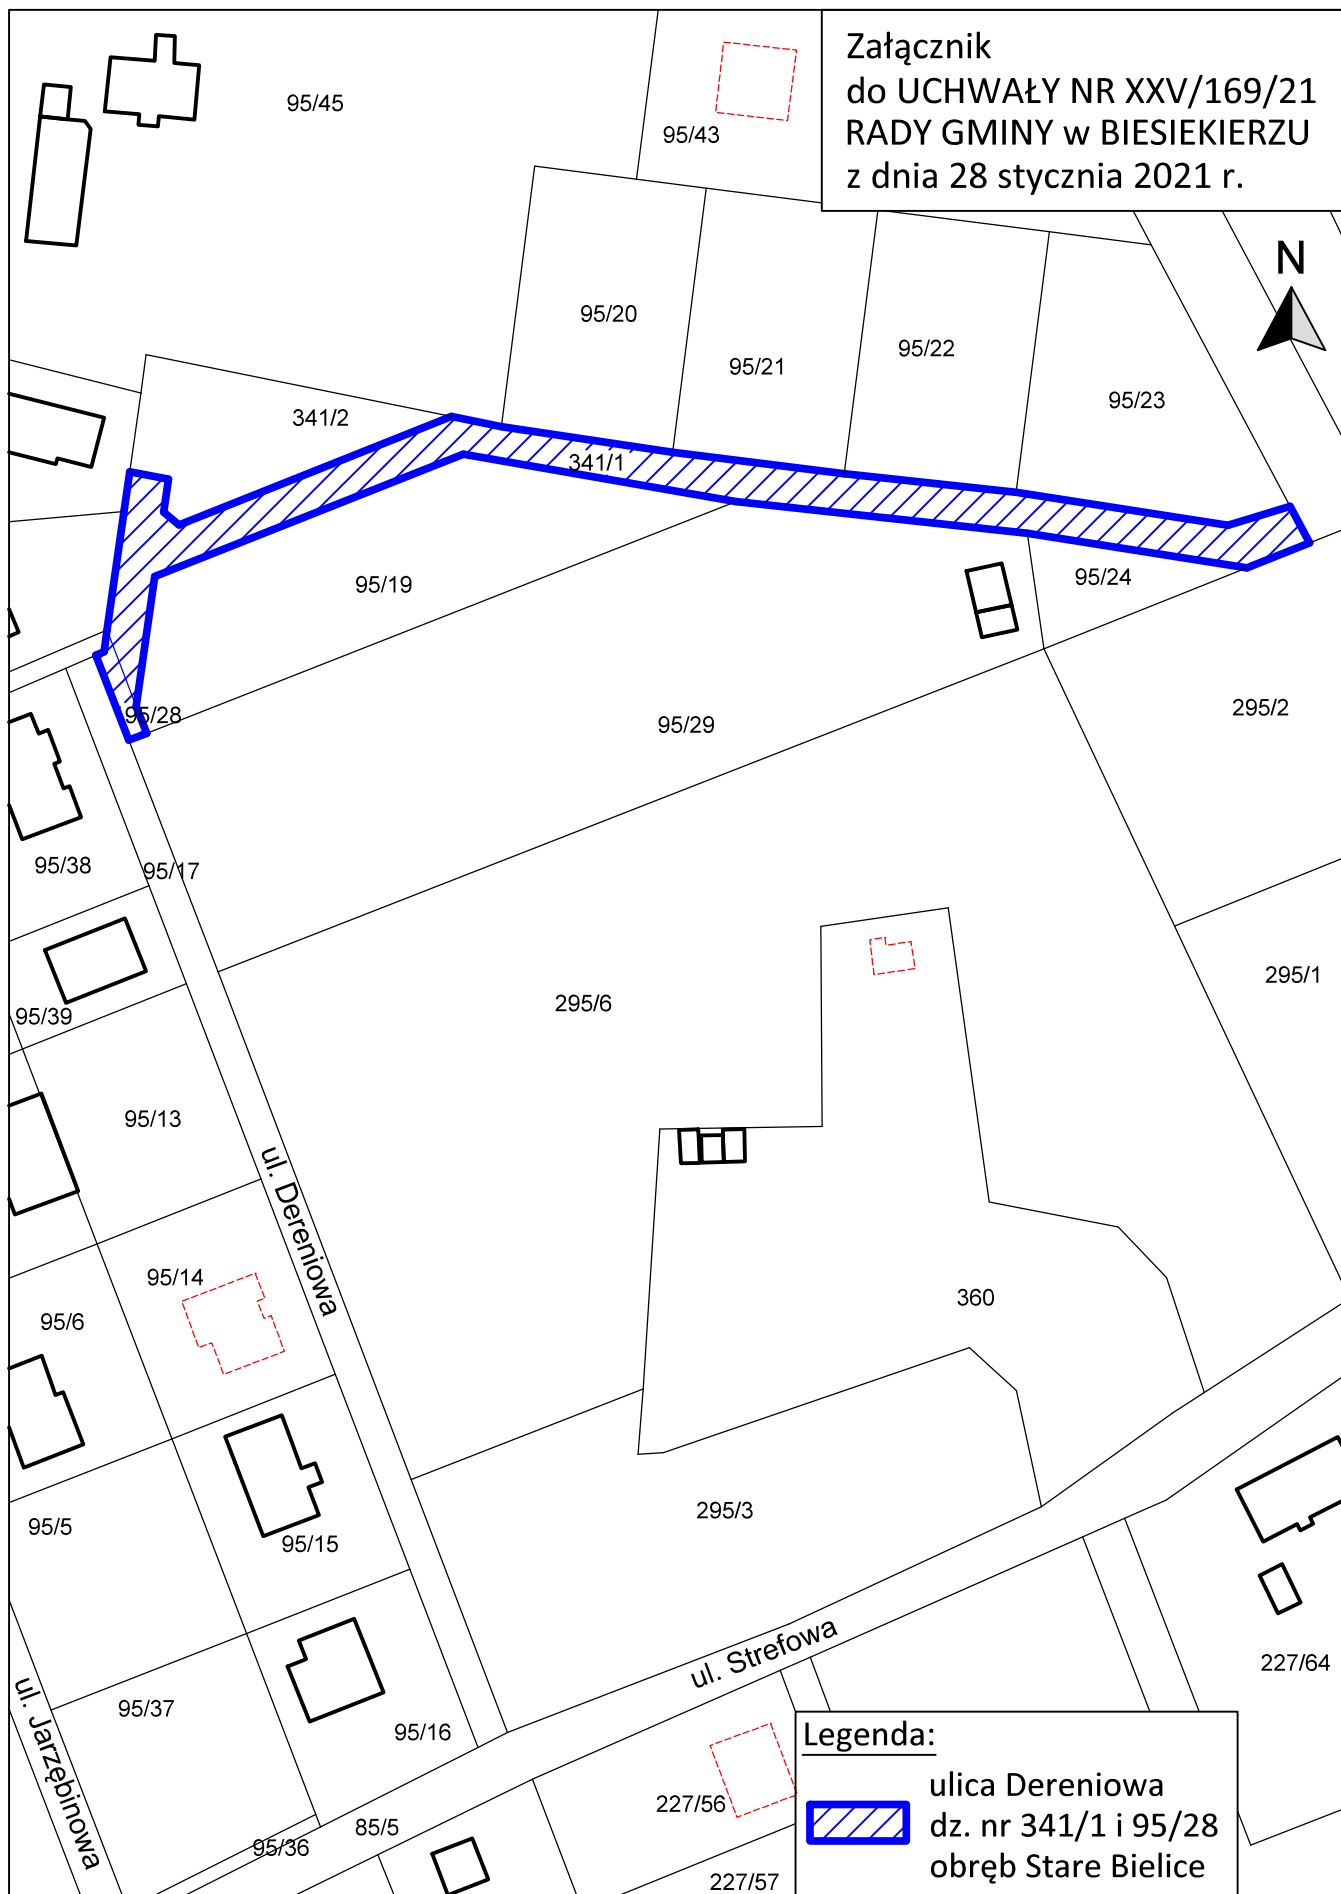 Załącznik
do UCHWAŁY NR XXV/169/21
RADY GMINY w BIESIEKIERZU
z dnia 28 stycznia 2021 r.
95/45
95/43
N
95/20
95/21
95/22
95/23
341/2
341/1
95/19
95/24
95/28
95/29
295/2
95/38
95/17
295/6
295/1
95/39
95/13
ul. Dereniowa
95/14
360
95/6
295/3
95/5
95/15
ul. Strefowa
227/64
ul. Jarzębinowa
95/37
95/16
227/56
85/5
95/36
227/57
Legenda:
ulica Dereniowa
dz. nr 341/1 i 95/28
obręb Stare Bielice